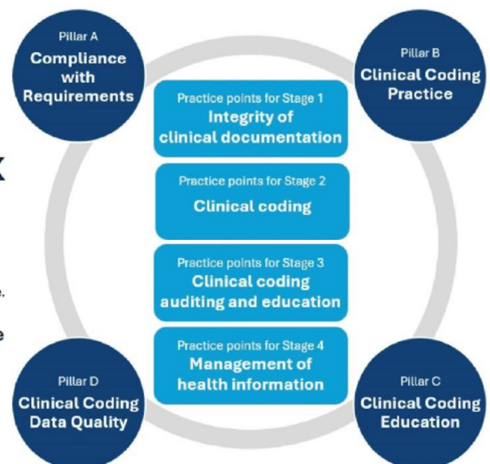 Pillar A
Compliance
with
Requirements
Pillar B
Clinical Coding
Practice
Practice points for Stage 1
Integrity of
clinical documentation
Practice points for Stage 2
Clinical coding
Practice points for Stage 3
Clinical coding
auditing and education
Practice points for Stage 4
Management of
health information
Pillar D
Clinical Coding
Data Quality
Pillar C
Clinical Coding
Education